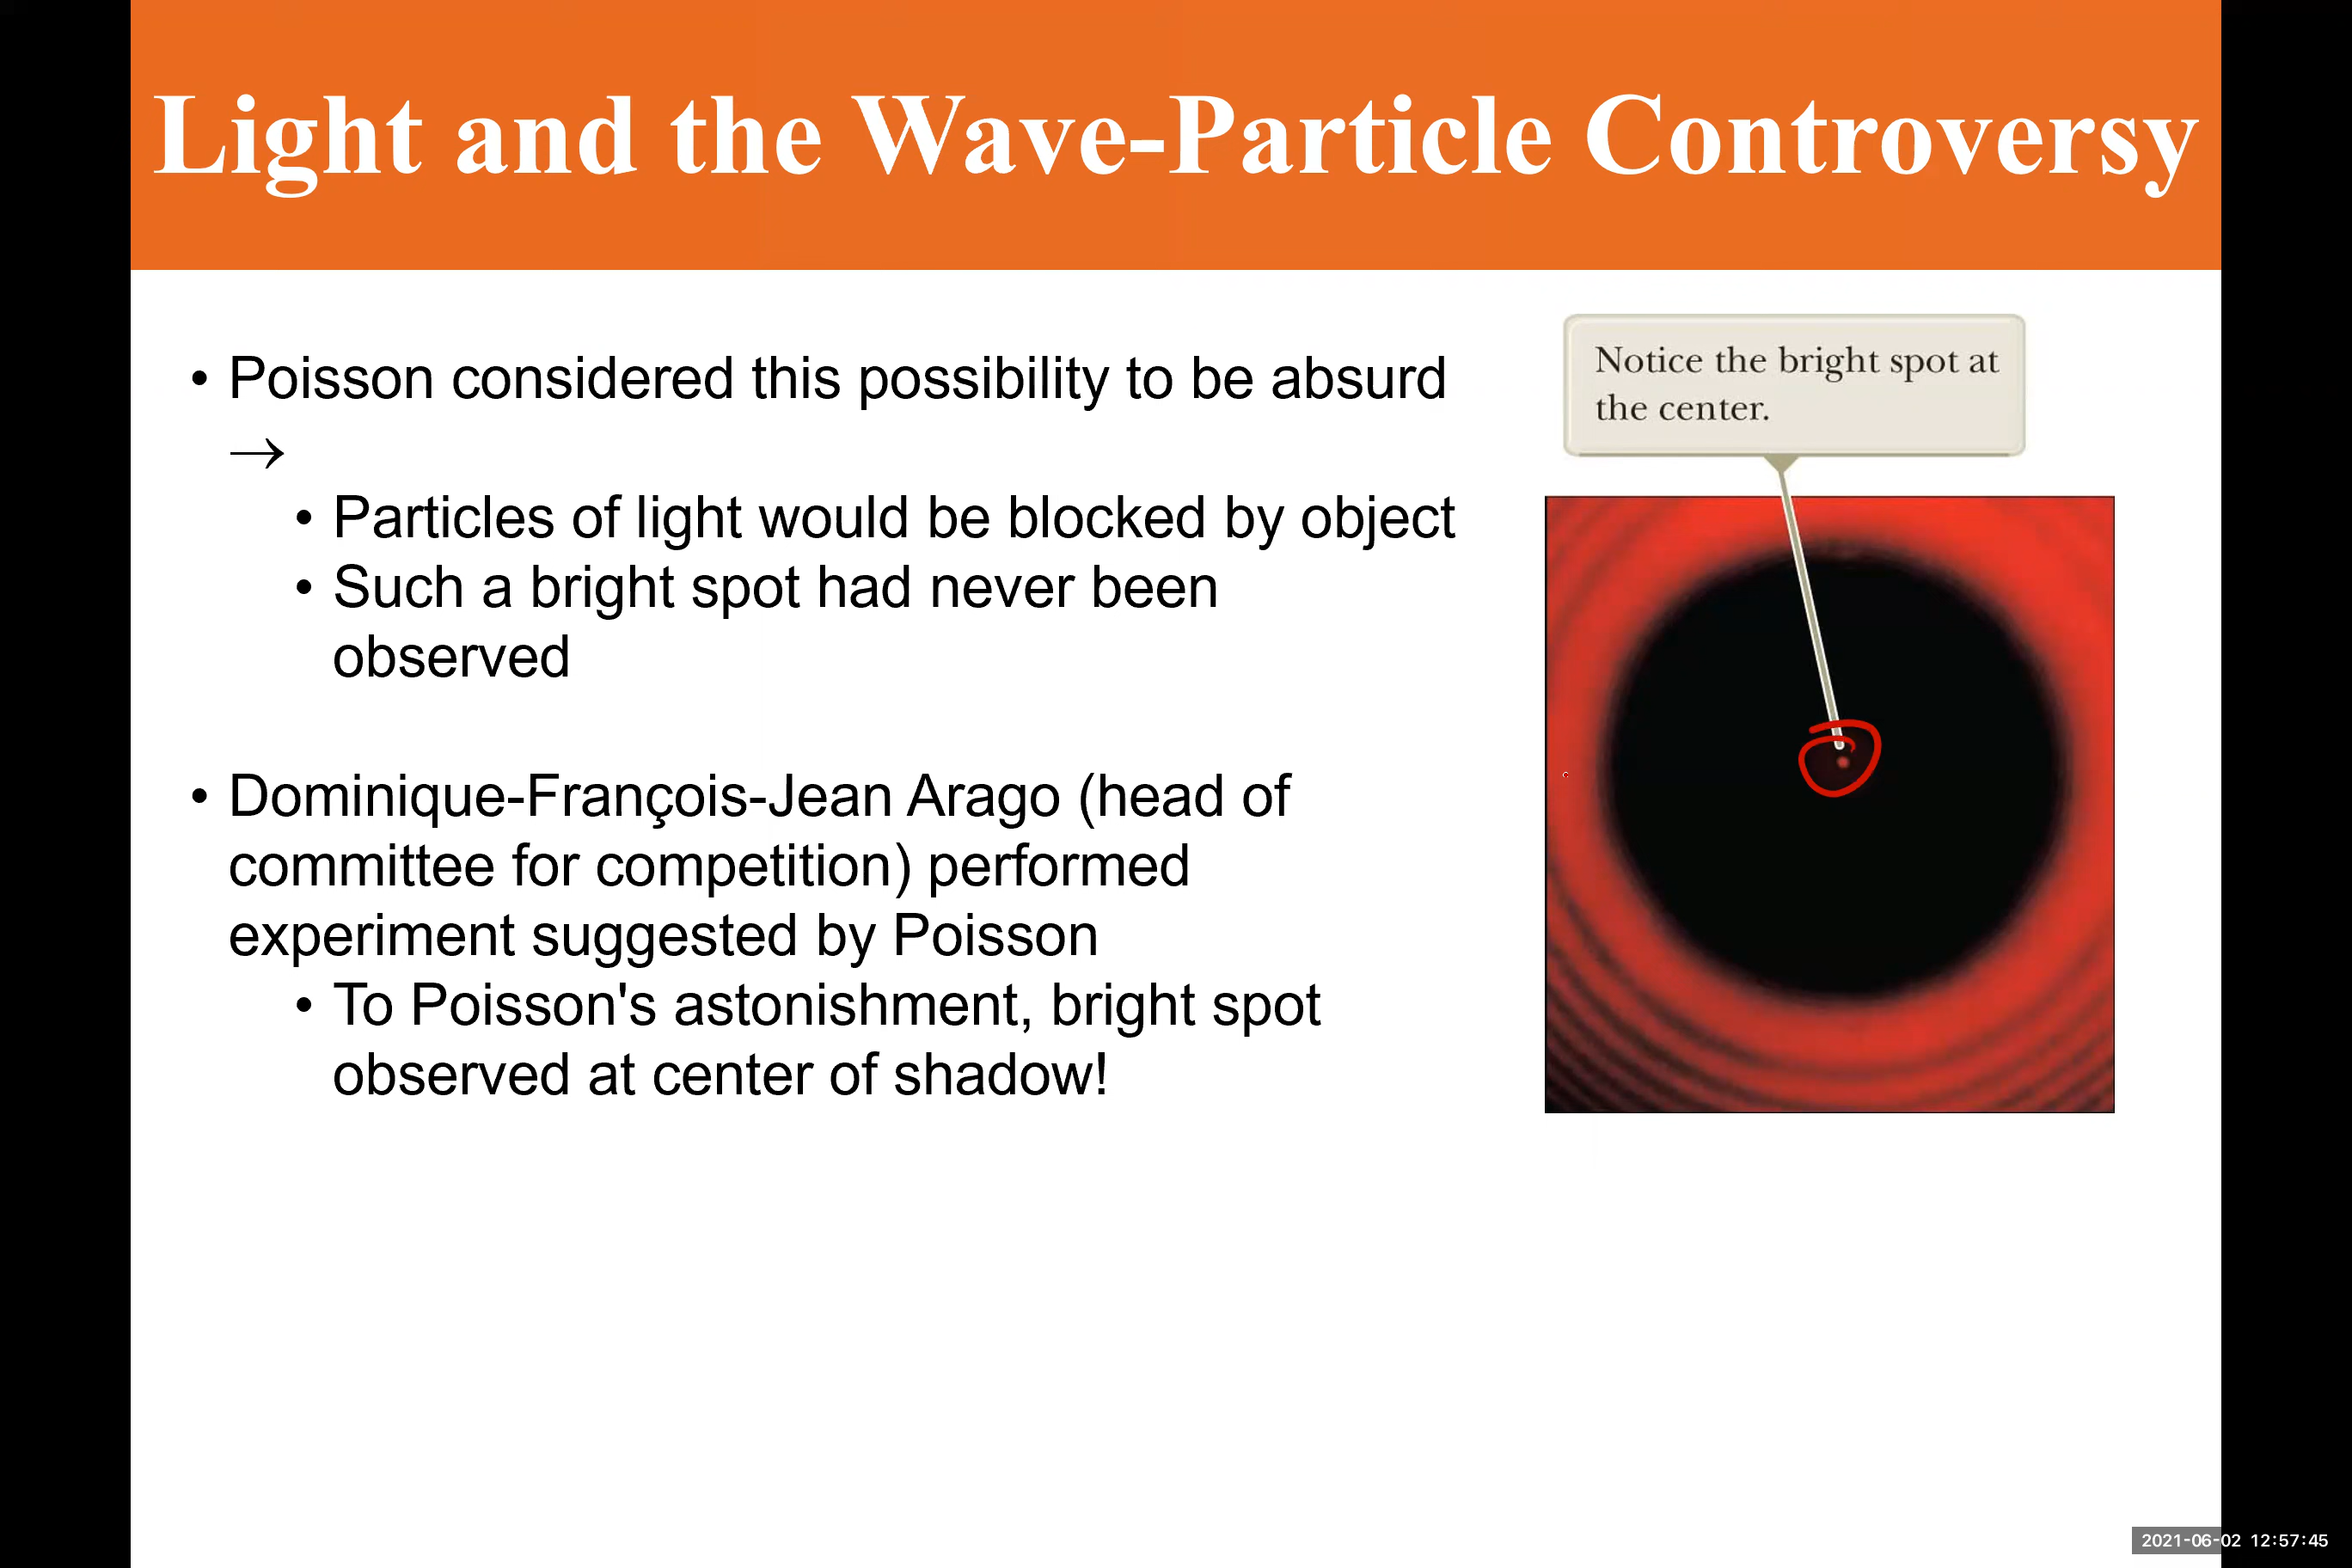 Light and the Wave-Particle Controversy
• Poisson considered this possibility to be absurd
→
• Particles of light would be blocked by object
• Such a bright spot had never been
observed
• Dominique-François-Jean Arago (head of
committee for competition) performed
experiment suggested by Poisson
• To Poisson's astonishment, bright spot
observed at center of shadow!
Notice the bright spot at
the center.
2021-06-02 12:57:45